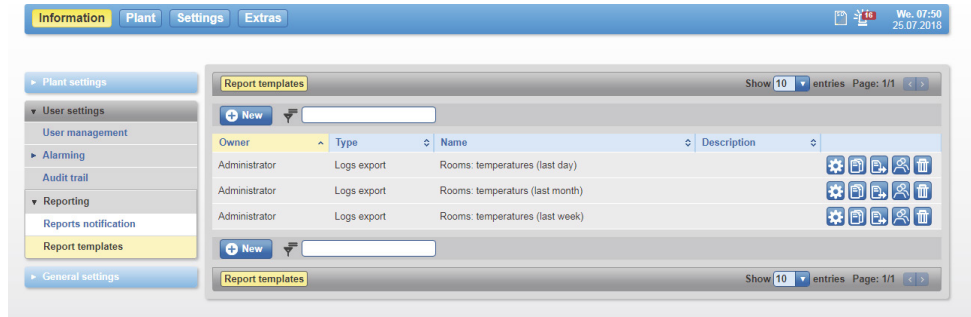 Information Plant Settings Extras 16 We. 07:50
25.07.2018
Plant settings
User settings
User management
Alarming
Audit trail
Reporting
Reports notification
Report templates
General settings
Report templates Show 10 entries Page: 1/1
New
Owner Type Name Description
Administrator Logs export Rooms: temperatures (last day)
Administrator Logs export Rooms: temperaturs (last month)
Administrator Logs export Rooms: temperatures (last week)
New
Report templates Show 10 entries Page: 1/1